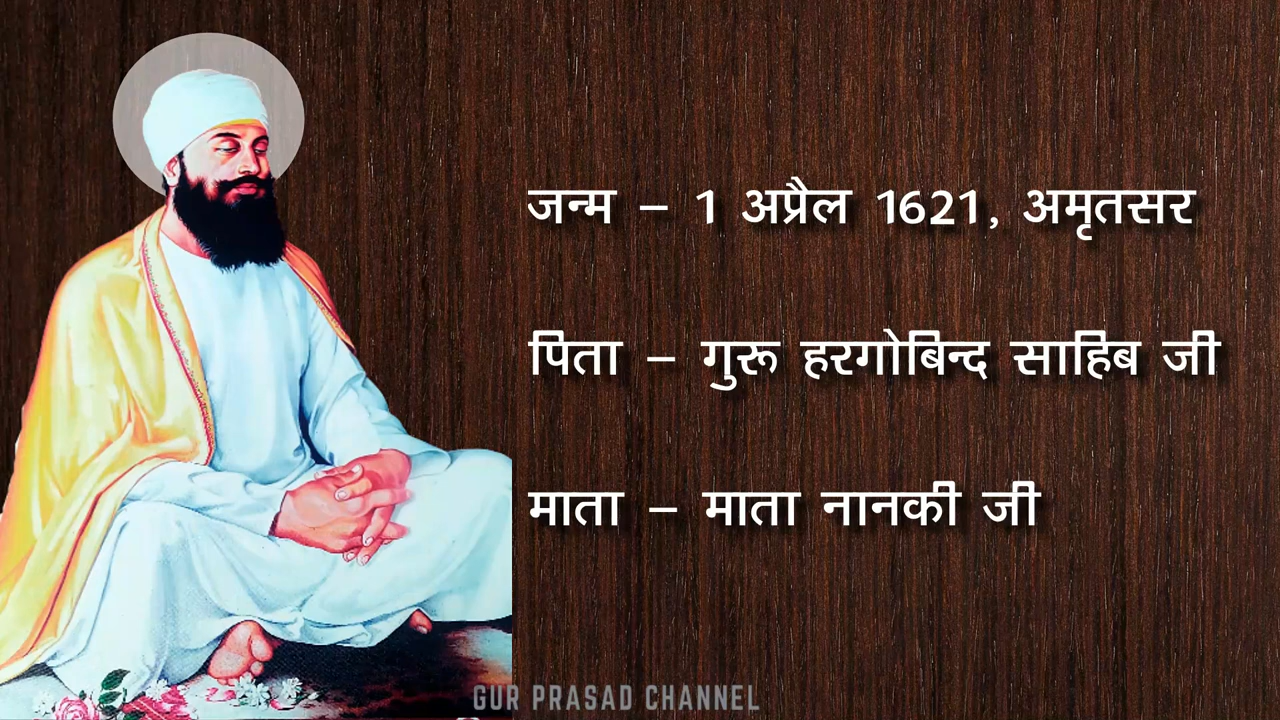 जन्म – 1 अप्रैल 1621, अमृतसर
पिता – गुरू हरगोबिन्द साहिब जी
माता – माता नानकी जी
GUR PRASAD CHANNEL